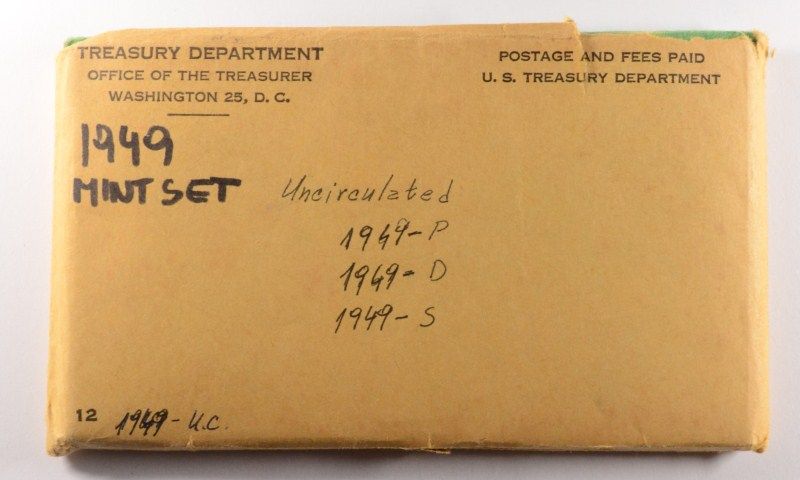 TREASURY DEPARTMENT
OFFICE OF THE TREASURER
WASHINGTON 25, D. C.
POSTAGE AND FEES PAID
U. S. TREASURY DEPARTMENT
1949
MINT SET
Uncirculated
1949-P
1949-D
1949-S
12
1949-U.C.